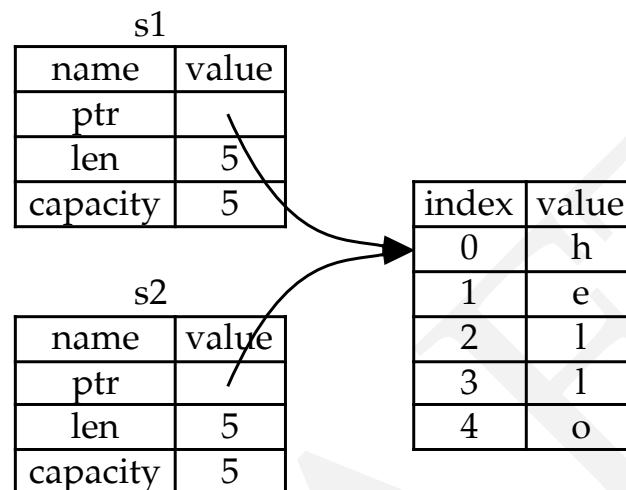 s1
name value
ptr
len 5
capacity 5
s2
name value
ptr
len 5
capacity 5
index value
0 h
1 e
2 l
3 l
4 o